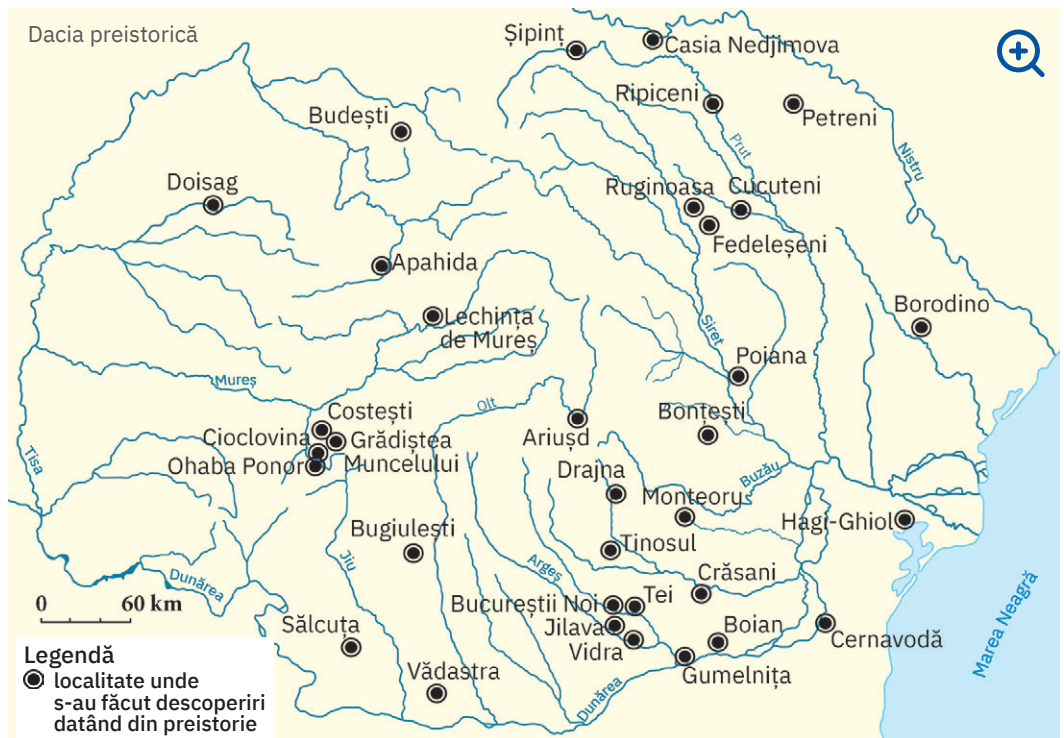 Dacia preistorică
Șipinț
Casia Nedjimova
Ripiceni
Petreni
Budești
Prut
Nistru
Doisag
Ruginoasa
Cucuteni
Fedeleșeni
Apahida
Borodino
Lechința
de Mureș
Siret
Poiana
Mureș
Olt
Costești
Bontești
Cioclovina
Grădiștea
Muncelului
Ariușd
Ohaba Ponor
Tisa
Drajna
Buzău
Monteoru
Hagi-Ghiol
Bugiulești
Tinosul
Jiu
Argeș
Crăsani
Dunărea
0 60 km
Bucureștii Noi
Tei
Jilava
Boian
Sălcuța
Vidra
Cernavodă
Marea Neagră
Gumelnița
Vădastra
Dunărea
Legendă
localitate unde
s-au făcut descoperiri
datând din preistorie